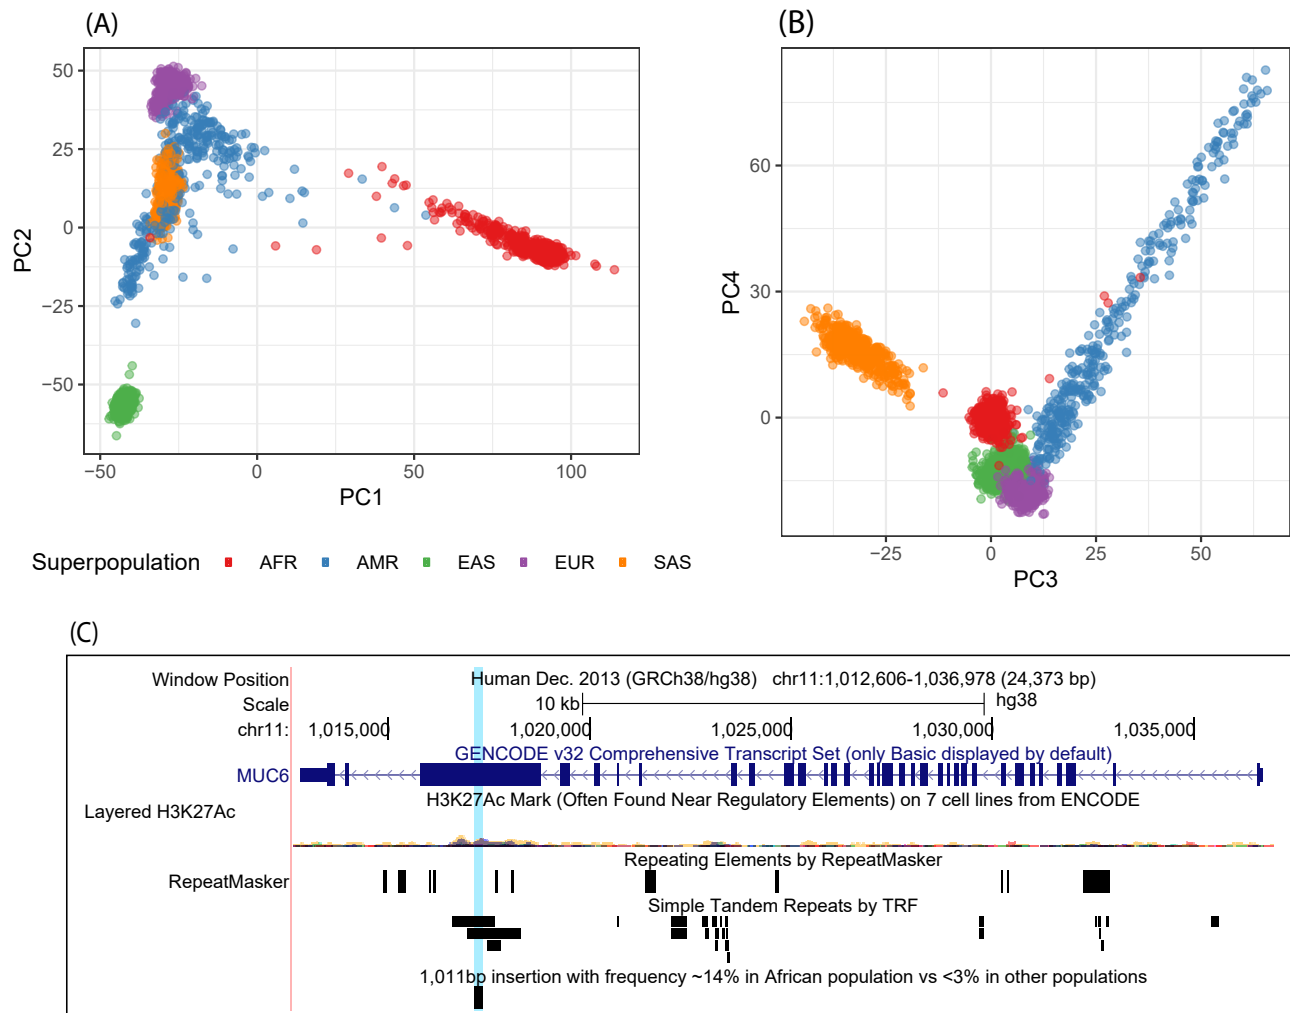 (A)
(B)
50
25
0
−25
−50
PC2
−50
0
50
100
PC1
60
30
0
PC4
−25
0
25
50
PC3
Superpopulation AFR AMR EAS EUR SAS
(C)
Window Position Human Dec. 2013 (GRCh38/hg38) chr11:1,012,606-1,036,978 (24,373 bp)
Scale 10 kb hg38
chr11: 1,015,000 1,020,000 1,025,000 1,030,000 1,035,000
GENCODE v32 Comprehensive Transcript Set (only Basic displayed by default)
MUC6
H3K27Ac Mark (Often Found Near Regulatory Elements) on 7 cell lines from ENCODE
Layered H3K27Ac
Repeating Elements by RepeatMasker
RepeatMasker
Simple Tandem Repeats by TRF
1,011bp insertion with frequency ~14% in African population vs <3% in other populations